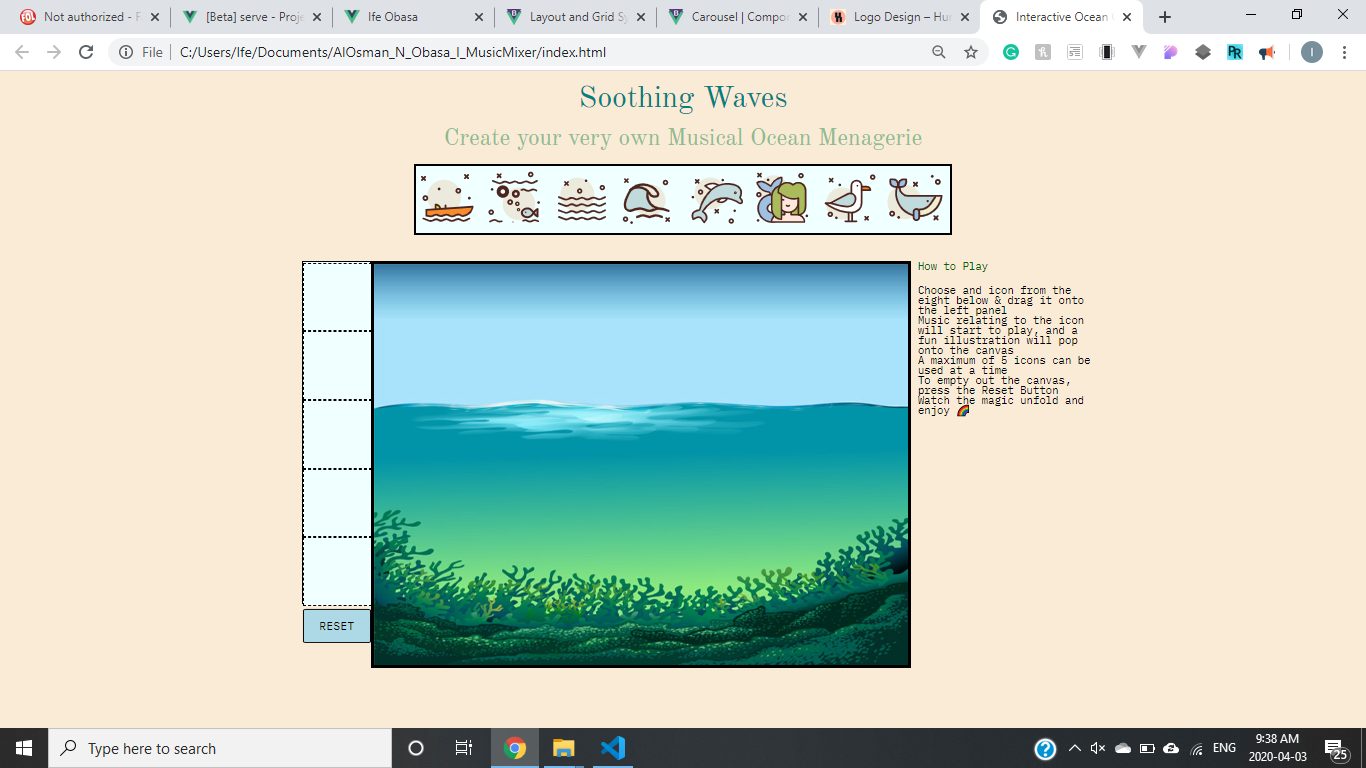 Not authorized - F
[Beta] serve - Proje
Ife Obasa
Layout and Grid Sy
Carousel | Compor
Logo Design – Hu
Interactive Ocean
File
C:/Users/Ife/Documents/AlOsman_N_Obasa_I_MusicMixer/index.html
Soothing Waves
Create your very own Musical Ocean Menagerie
How to Play
Choose and icon from the
eight below & drag it onto
the left panel
Music relating to the icon
will start to play, and a
fun illustration will pop
onto the canvas
A maximum of 5 icons can be
used at a time
To empty out the canvas,
press the Reset Button
Watch the magic unfold and
enjoy 🌈
RESET
Type here to search
ENG
9:38 AM
2020-04-03
25